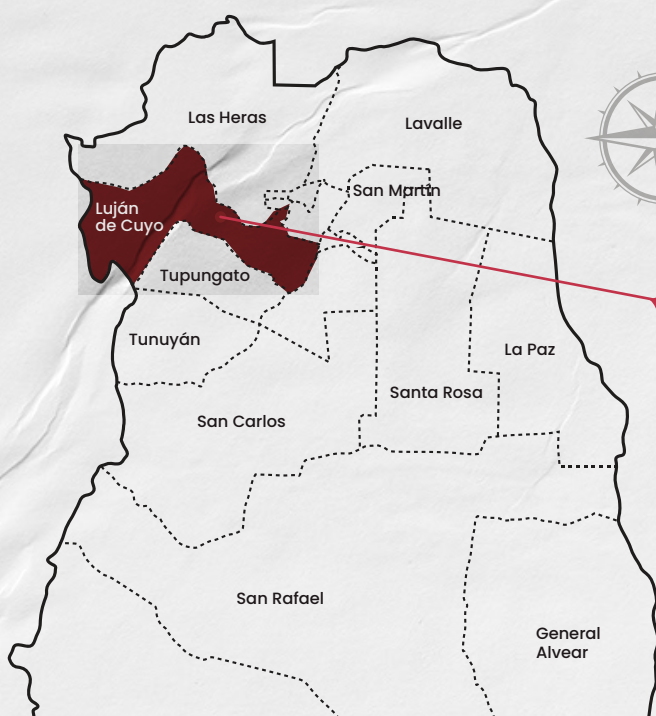 Las Heras
Lavalle
San Martín
Luján
de Cuyo
Tupungato
Tunuyán
La Paz
Santa Rosa
San Carlos
San Rafael
General
Alvear